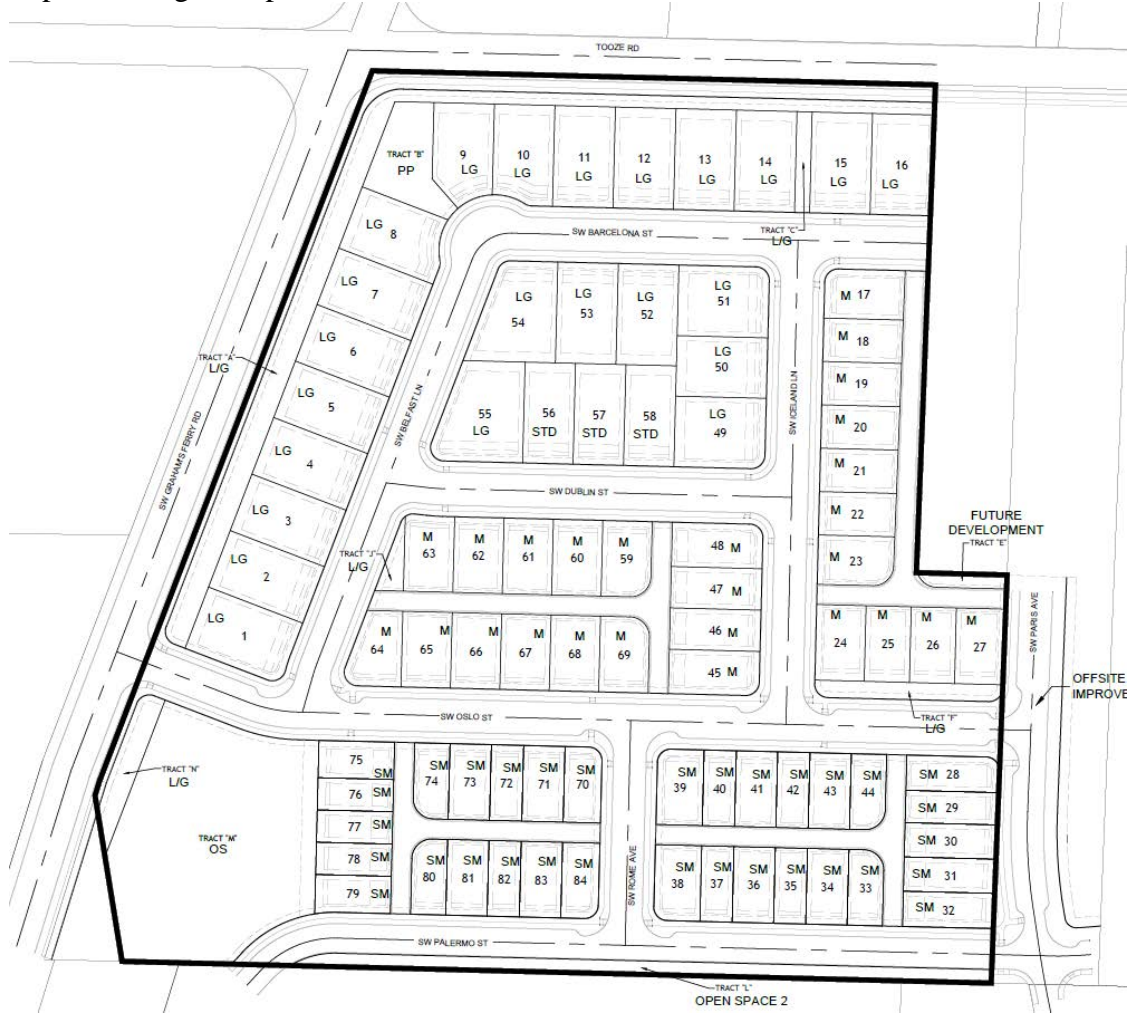 TOOZE RD
TRACT "B"
PP
9
LG
10
LG
11
LG
12
LG
13
LG
14
LG
15
LG
16
LG
TRACT "C"
L/G
SW BARCELONA ST
LG 8
LG 7
LG 6
LG 5
LG 4
LG 3
LG 2
LG 1
TRACT "A"
L/G
SW GRAHAM'S FERRY RD
SW BELFAST LN
LG
54
LG
53
LG
52
LG
51
LG
50
LG
49
55
LG
56
STD
57
STD
58
STD
SW ICELAND LN
M 17
M 18
M 19
M 20
M 21
M 22
M 23
SW DUBLIN ST
FUTURE
DEVELOPMENT
TRACT "E"
TRACT "J"
L/G
M
63
M
62
M
61
M
60
M
59
48 M
47 M
46 M
45 M
M
64
M
65
M
66
M
67
M
68
M
69
M
24
M
25
M
26
M
27
SW PARIS AVE
OFFSITE
IMPROVE
TRACT "F"
L/G
SW OSLO ST
TRACT "N"
L/G
TRACT "M"
OS
75
SM
76 SM
77 SM
78 SM
79 SM
SM
74
SM
73
SM
72
SM
71
SM
70
SM
80
SM
81
SM
82
SM
83
SM
84
SW ROME AVE
SM
39
SM
40
SM
41
SM
42
SM
43
SM
44
SM
38
SM
37
SM
36
SM
35
SM
34
SM
33
SM 28
SM 29
SM 30
SM 31
SM 32
SW PALERMO ST
TRACT "L"
OPEN SPACE 2